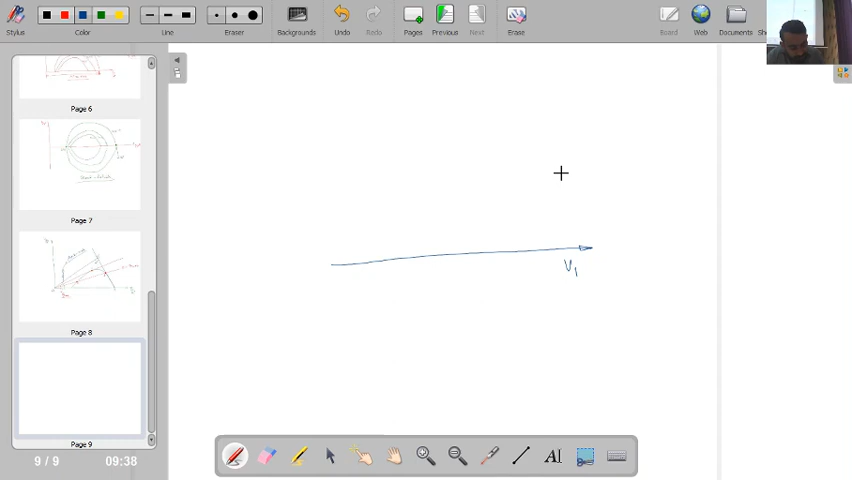 Stylus
Color
Line
Eraser
Backgrounds
Undo
Redo
Pages
Previous
Next
Erase
Board
Web
Documents
Page 6
Page 7
Page 8
Page 9
9 / 9
09:38
V1